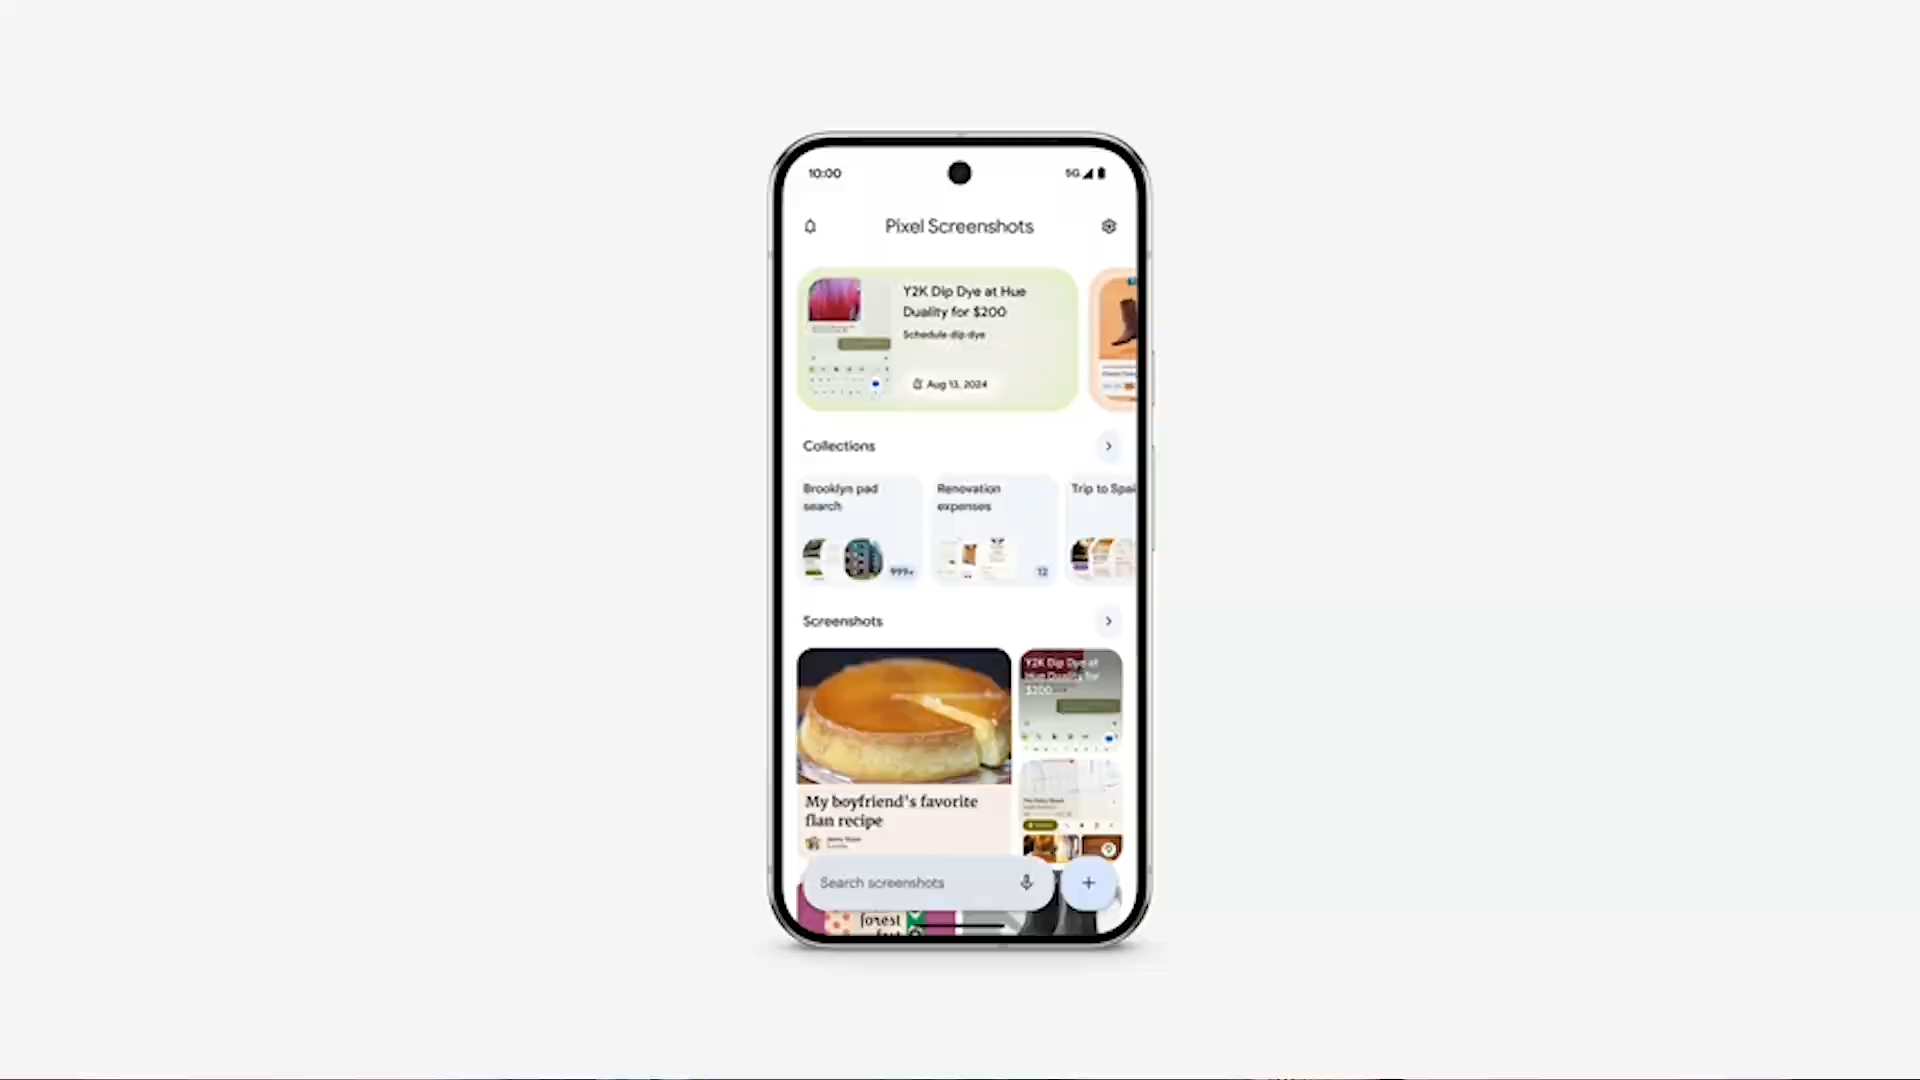 10:00
5G
Pixel Screenshots
Y2K Dip Dye at Hue
Duality for $200
Schedule dip dye
Aug 13, 2024
Collections
Brooklyn pad
search
999+
Renovation
expenses
12
Trip to Spai
Screenshots
My boyfriend's favorite
flan recipe
Y2K Dip Dye at
Hue Duality for
$200
Search screenshots
forest